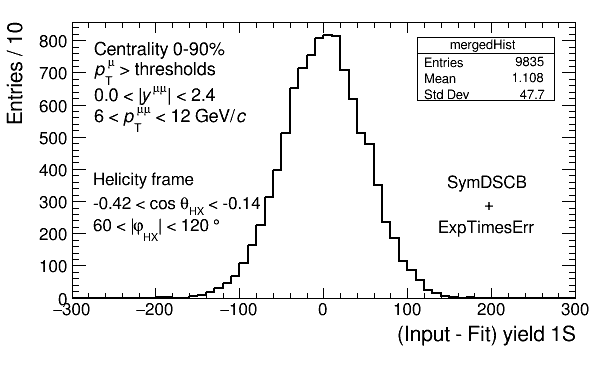 Entries / 10
800
700
600
500
400
300
200
100
0
Centrality 0-90%
p_T^μ > thresholds
0.0 < |y^μμ| < 2.4
6 < p_T^μμ < 12 GeV/c
Helicity frame
-0.42 < cos θ_HX < -0.14
60 < |φ_HX| < 120 °
mergedHist
Entries 9835
Mean 1.108
Std Dev 47.7
SymDSCB
+
ExpTimesErr
−300 −200 −100 0 100 200 300
(Input - Fit) yield 1S